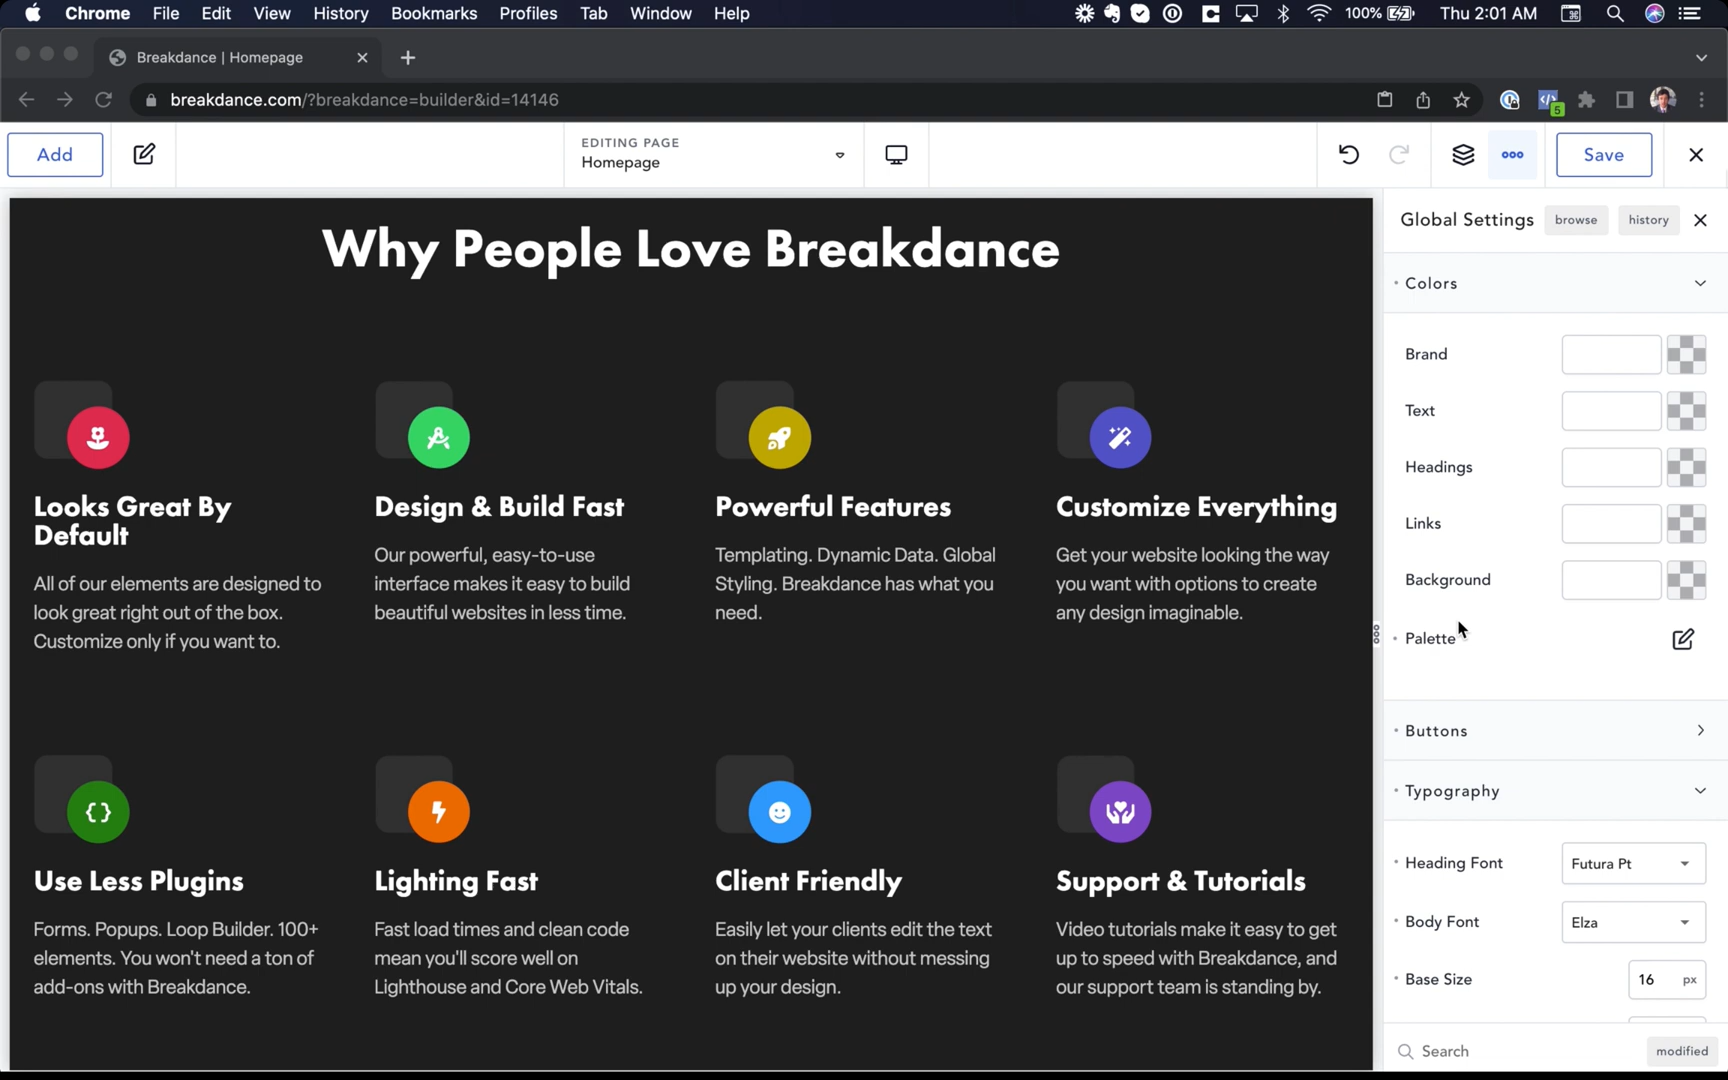 Chrome File Edit View History Bookmarks Profiles Tab Window Help 100% Thu 2:01 AM
Breakdance | Homepage
breakdance.com/?breakdance=builder&id=14146
5
Add
EDITING PAGE
Homepage
Save
Why People Love Breakdance
Looks Great By
Default
All of our elements are designed to
look great right out of the box.
Customize only if you want to.
Design & Build Fast
Our powerful, easy-to-use
interface makes it easy to build
beautiful websites in less time.
Powerful Features
Templating. Dynamic Data. Global
Styling. Breakdance has what you
need.
Customize Everything
Get your website looking the way
you want with options to create
any design imaginable.
Use Less Plugins
Forms. Popups. Loop Builder. 100+
elements. You won't need a ton of
add-ons with Breakdance.
Lighting Fast
Fast load times and clean code
mean you'll score well on
Lighthouse and Core Web Vitals.
Client Friendly
Easily let your clients edit the text
on their website without messing
up your design.
Support & Tutorials
Video tutorials make it easy to get
up to speed with Breakdance, and
our support team is standing by.
Global Settings browse history
Colors
Brand
Text
Headings
Links
Background
Palette
Buttons
Typography
Heading Font Futura Pt
Body Font Elza
Base Size 16 px
Search modified